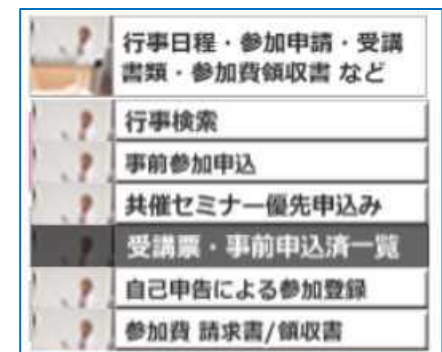 行事日程・参加申請・受講
書類・参加費領収書 など
行事検索
事前参加申込
共催セミナー優先申込み
受講票・事前申込済一覧
自己申告による参加登録
参加費 請求書/領収書